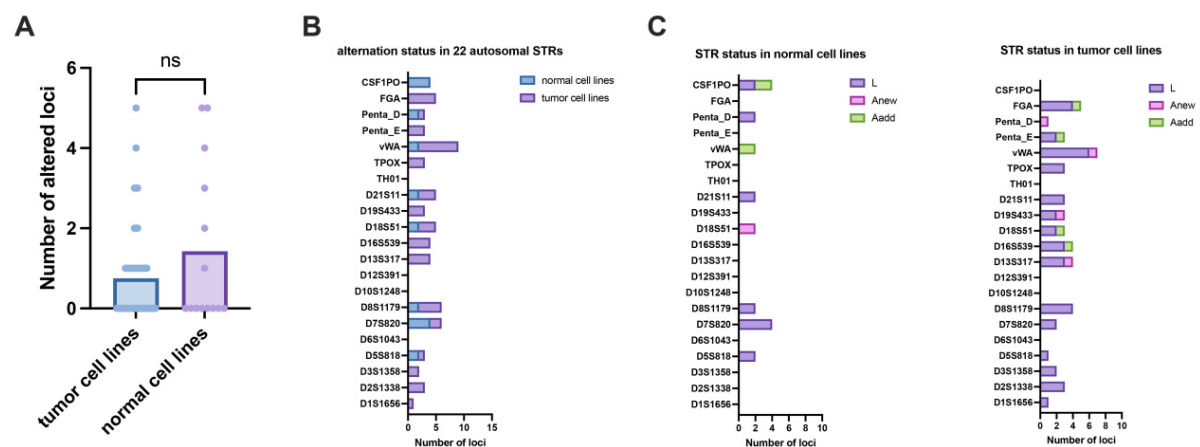 A
Number of altered loci
6
4
2
0
ns
tumor cell lines
normal cell lines
B
alternation status in 22 autosomal STRs
normal cell lines
tumor cell lines
CSF1PO
FGA
Penta_D
Penta_E
vWA
TPOX
TH01
D21S11
D19S433
D18S51
D16S539
D13S317
D12S391
D10S1248
D8S1179
D7S820
D6S1043
D5S818
D3S1358
D2S1338
D1S1656
0 5 10 15
Number of loci
C
STR status in normal cell lines
L
Anew
Aadd
CSF1PO
FGA
Penta_D
Penta_E
vWA
TPOX
TH01
D21S11
D19S433
D18S51
D16S539
D13S317
D12S391
D10S1248
D8S1179
D7S820
D6S1043
D5S818
D3S1358
D2S1338
D1S1656
0 2 4 6 8 10
Number of loci
STR status in tumor cell lines
L
Anew
Aadd
CSF1PO
FGA
Penta_D
Penta_E
vWA
TPOX
TH01
D21S11
D19S433
D18S51
D16S539
D13S317
D12S391
D10S1248
D8S1179
D7S820
D6S1043
D5S818
D3S1358
D2S1338
D1S1656
0 2 4 6 8 10
Number of loci